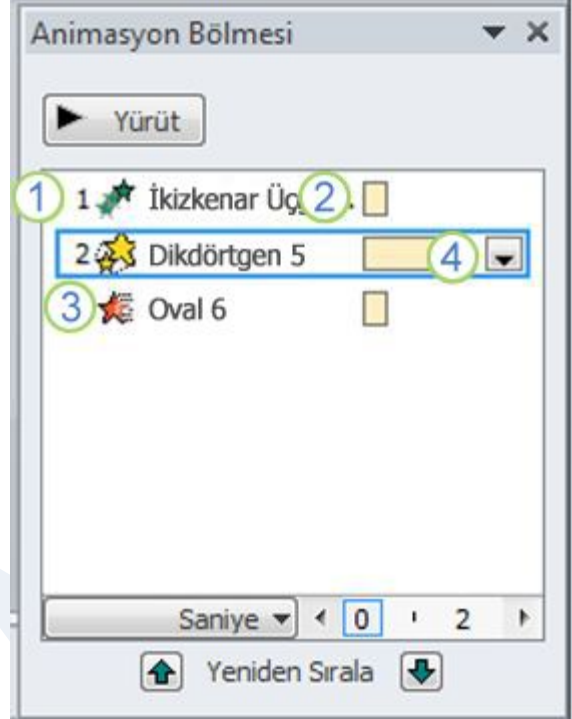 Animasyon Bölmesi
Yürüt
1 1 İkizkenar 2
2 Dikdörtgen 5 4
3 Oval 6
Saniye 0 2
Yeniden Sırala